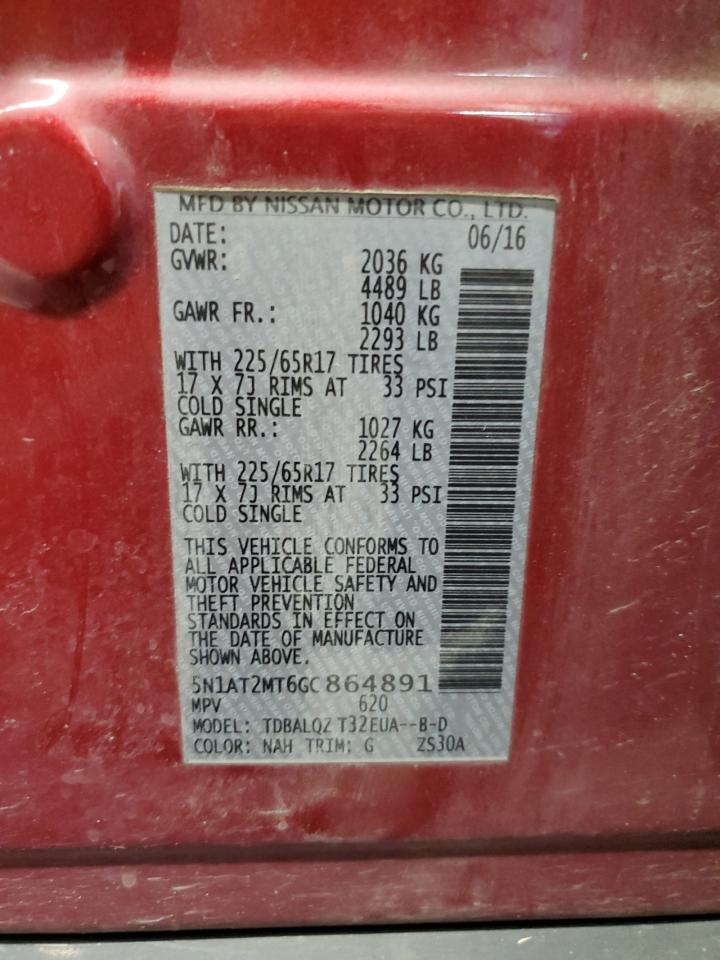 MFD BY NISSAN MOTOR CO., LTD.
DATE: 06/16
GVWR: 2036 KG
4489 LB
GAWR FR.: 1040 KG
2293 LB
WITH 225/65R17 TIRES
17 X 7J RIMS AT 33 PSI
COLD SINGLE
GAWR RR.: 1027 KG
2264 LB
WITH 225/65R17 TIRES
17 X 7J RIMS AT 33 PSI
COLD SINGLE
THIS VEHICLE CONFORMS TO
ALL APPLICABLE FEDERAL
MOTOR VEHICLE SAFETY AND
THEFT PREVENTION
STANDARDS IN EFFECT ON
THE DATE OF MANUFACTURE
SHOWN ABOVE.
5N1AT2MT6GC864891
MPV 620
MODEL: TDBALQZ T32EUA--B-D
COLOR: NAH TRIM: G ZS30A